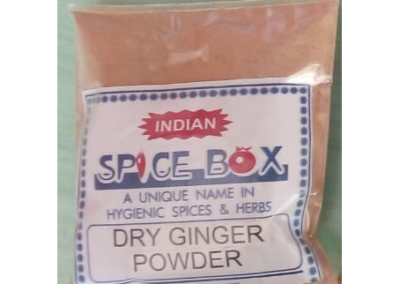 INDIAN
SPICE BOX
A UNIQUE NAME IN
HYGIENIC SPICES & HERBS
DRY GINGER
POWDER